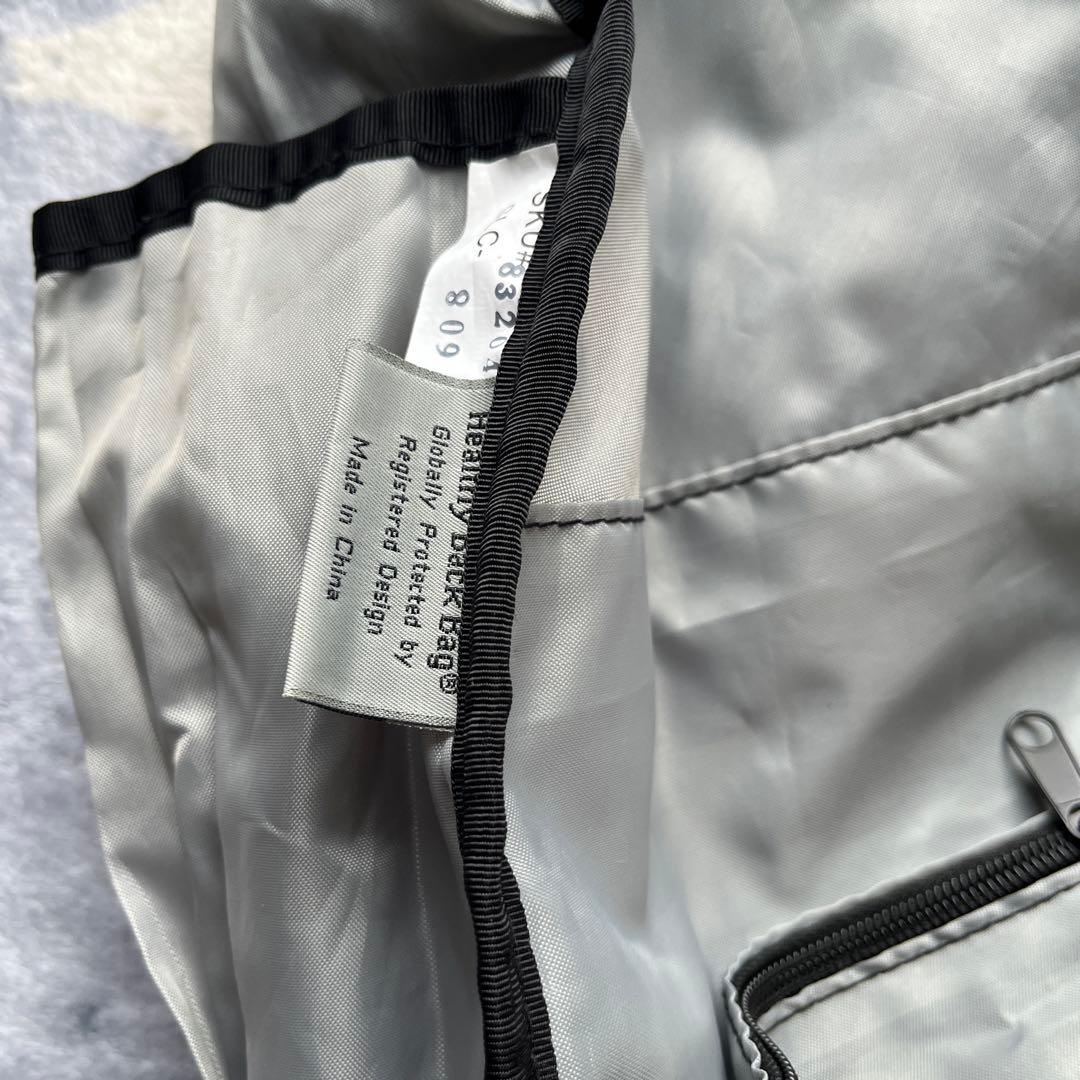 SKU#
C-
8320
809
Healthy Back Bag®
Globally Protected by
Registered Design
Made in China